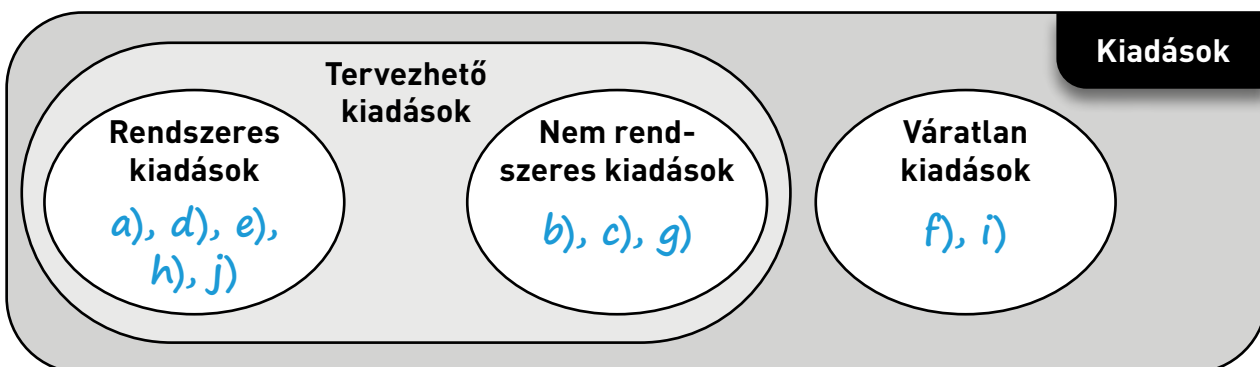 Kiadások
Tervezhető
kiadások
Rendszeres
kiadások
a), d), e),
h), j)
Nem rend-
szeres kiadások
b), c), g)
Váratlan
kiadások
f), i)